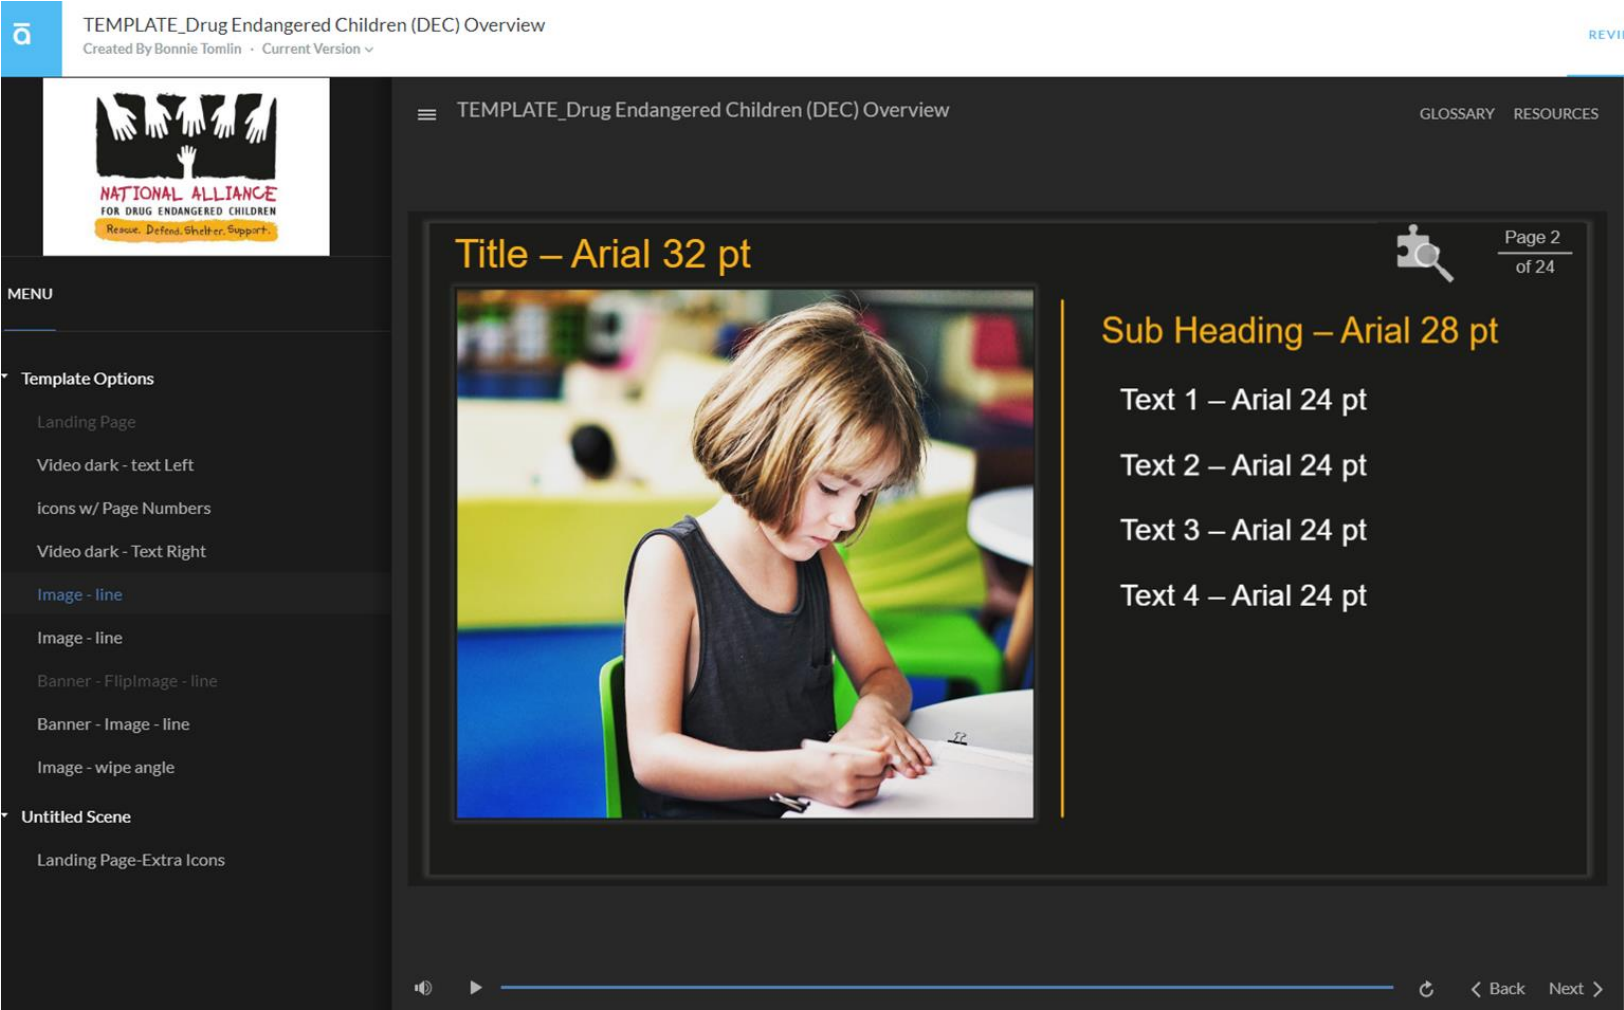 ā
TEMPLATE_Drug Endangered Children (DEC) Overview
Created By Bonnie Tomlin · Current Version
REVI
NATIONAL ALLIANCE
FOR DRUG ENDANGERED CHILDREN
Rescue. Defend. Shelter. Support.
MENU
Template Options
Landing Page
Video dark - text Left
icons w/ Page Numbers
Video dark - Text Right
Image - line
Image - line
Banner - FlipImage - line
Banner - Image - line
Image - wipe angle
Untitled Scene
Landing Page-Extra Icons
TEMPLATE_Drug Endangered Children (DEC) Overview
GLOSSARY RESOURCES
Title – Arial 32 pt
Page 2
of 24
Sub Heading – Arial 28 pt
Text 1 – Arial 24 pt
Text 2 – Arial 24 pt
Text 3 – Arial 24 pt
Text 4 – Arial 24 pt
Back Next